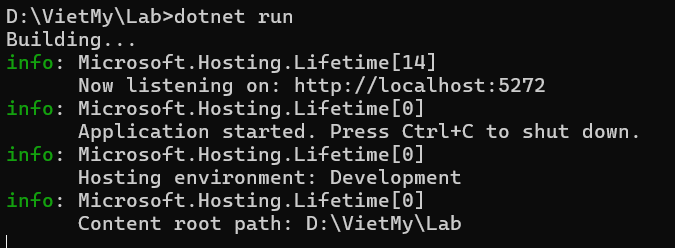 D:\VietMy\Lab>dotnet run
Building...
info: Microsoft.Hosting.Lifetime[14]
      Now listening on: http://localhost:5272
info: Microsoft.Hosting.Lifetime[0]
      Application started. Press Ctrl+C to shut down.
info: Microsoft.Hosting.Lifetime[0]
      Hosting environment: Development
info: Microsoft.Hosting.Lifetime[0]
      Content root path: D:\VietMy\Lab